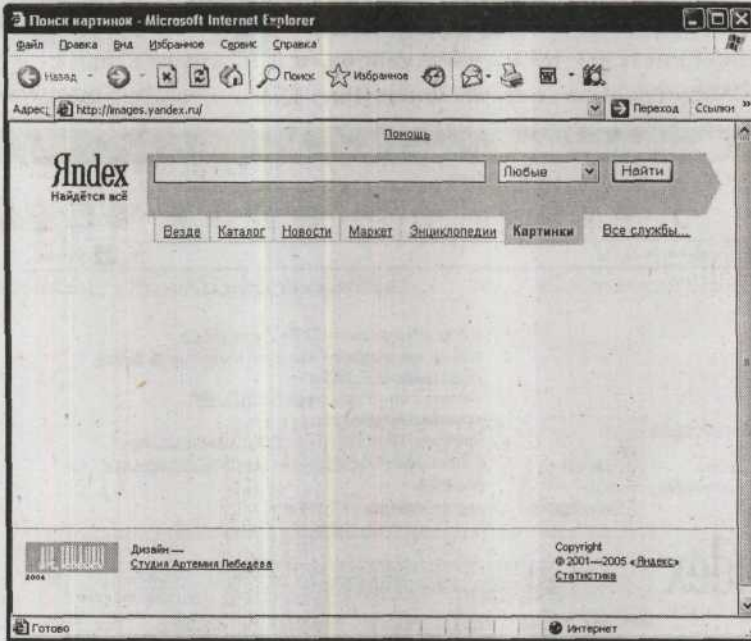 Поиск картинок - Microsoft Internet Explorer
Файл Правка Вид Избранное Сервис Справка
Назад Поиск Избранное
Адрес: http://images.yandex.ru/ Переход Ссылки »
Помощь
Яndex
Найдётся всё
Любые Найти
Везде Каталог Новости Маркет Энциклопедии Картинки Все службы...
Дизайн —
Студия Артемия Лебедева
2004
Copyright
© 2001—2005 «Яндекс»
Статистика
Готово Интернет